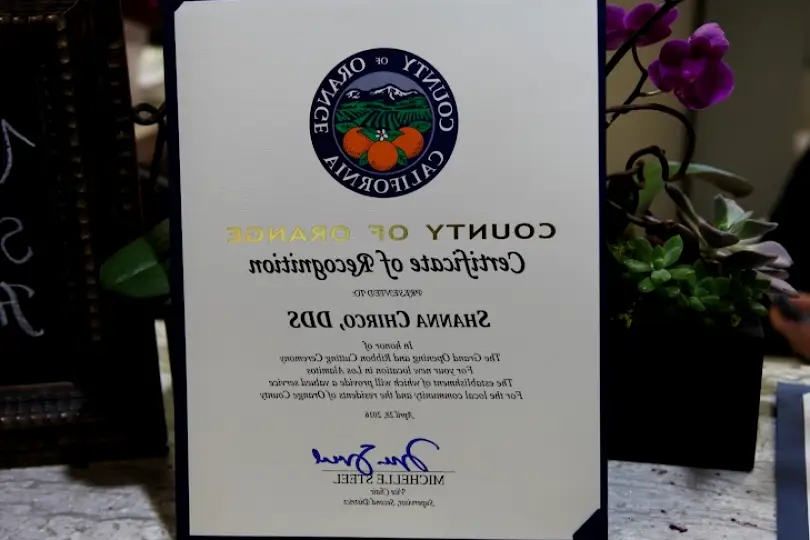 COUNTY OF ORANGE
CALIFORNIA
COUNTY OF ORANGE
Certificate of Recognition
PRESENTED TO:
SHANNA CHIRCO, DDS
In honor of
The Grand Opening and Ribbon Cutting Ceremony
For your new location in Los Alamitos
The establishment of which will provide a valued service
For the local community and the residents of Orange County
April 28, 2016
MICHELLE STEEL
Vice Chair
Supervisor, Second District